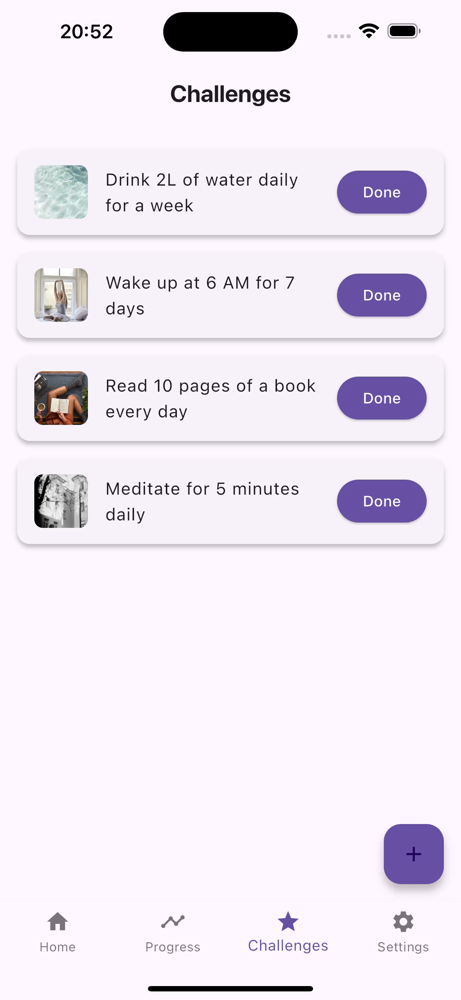 20:52
Challenges
Drink 2L of water daily
for a week
Done
Wake up at 6 AM for 7
days
Done
Read 10 pages of a book
every day
Done
Meditate for 5 minutes
daily
Done
+
Home
Progress
Challenges
Settings